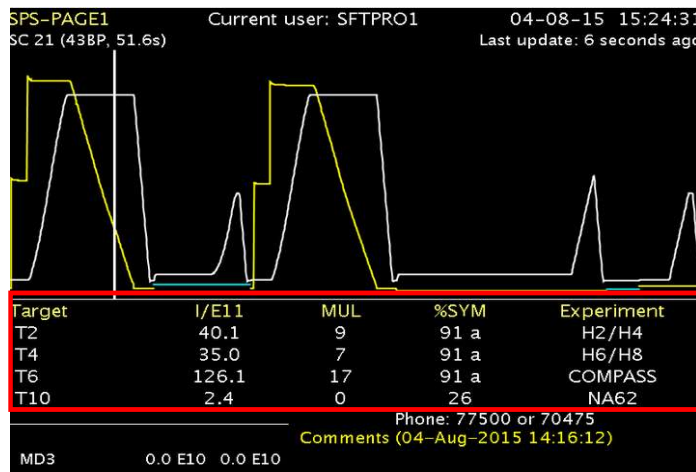 SPS-PAGE1 Current user: SFTPRO1 04-08-15 15:24:31
SC 21 (43BP, 51.6s) Last update: 6 seconds ago
Target I/E11 MUL %SYM Experiment
T2 40.1 9 91 a H2/H4
T4 35.0 7 91 a H6/H8
T6 126.1 17 91 a COMPASS
T10 2.4 0 26 NA62
Phone: 77500 or 70475
Comments (04-Aug-2015 14:16:12)
MD3 0.0 E10 0.0 E10